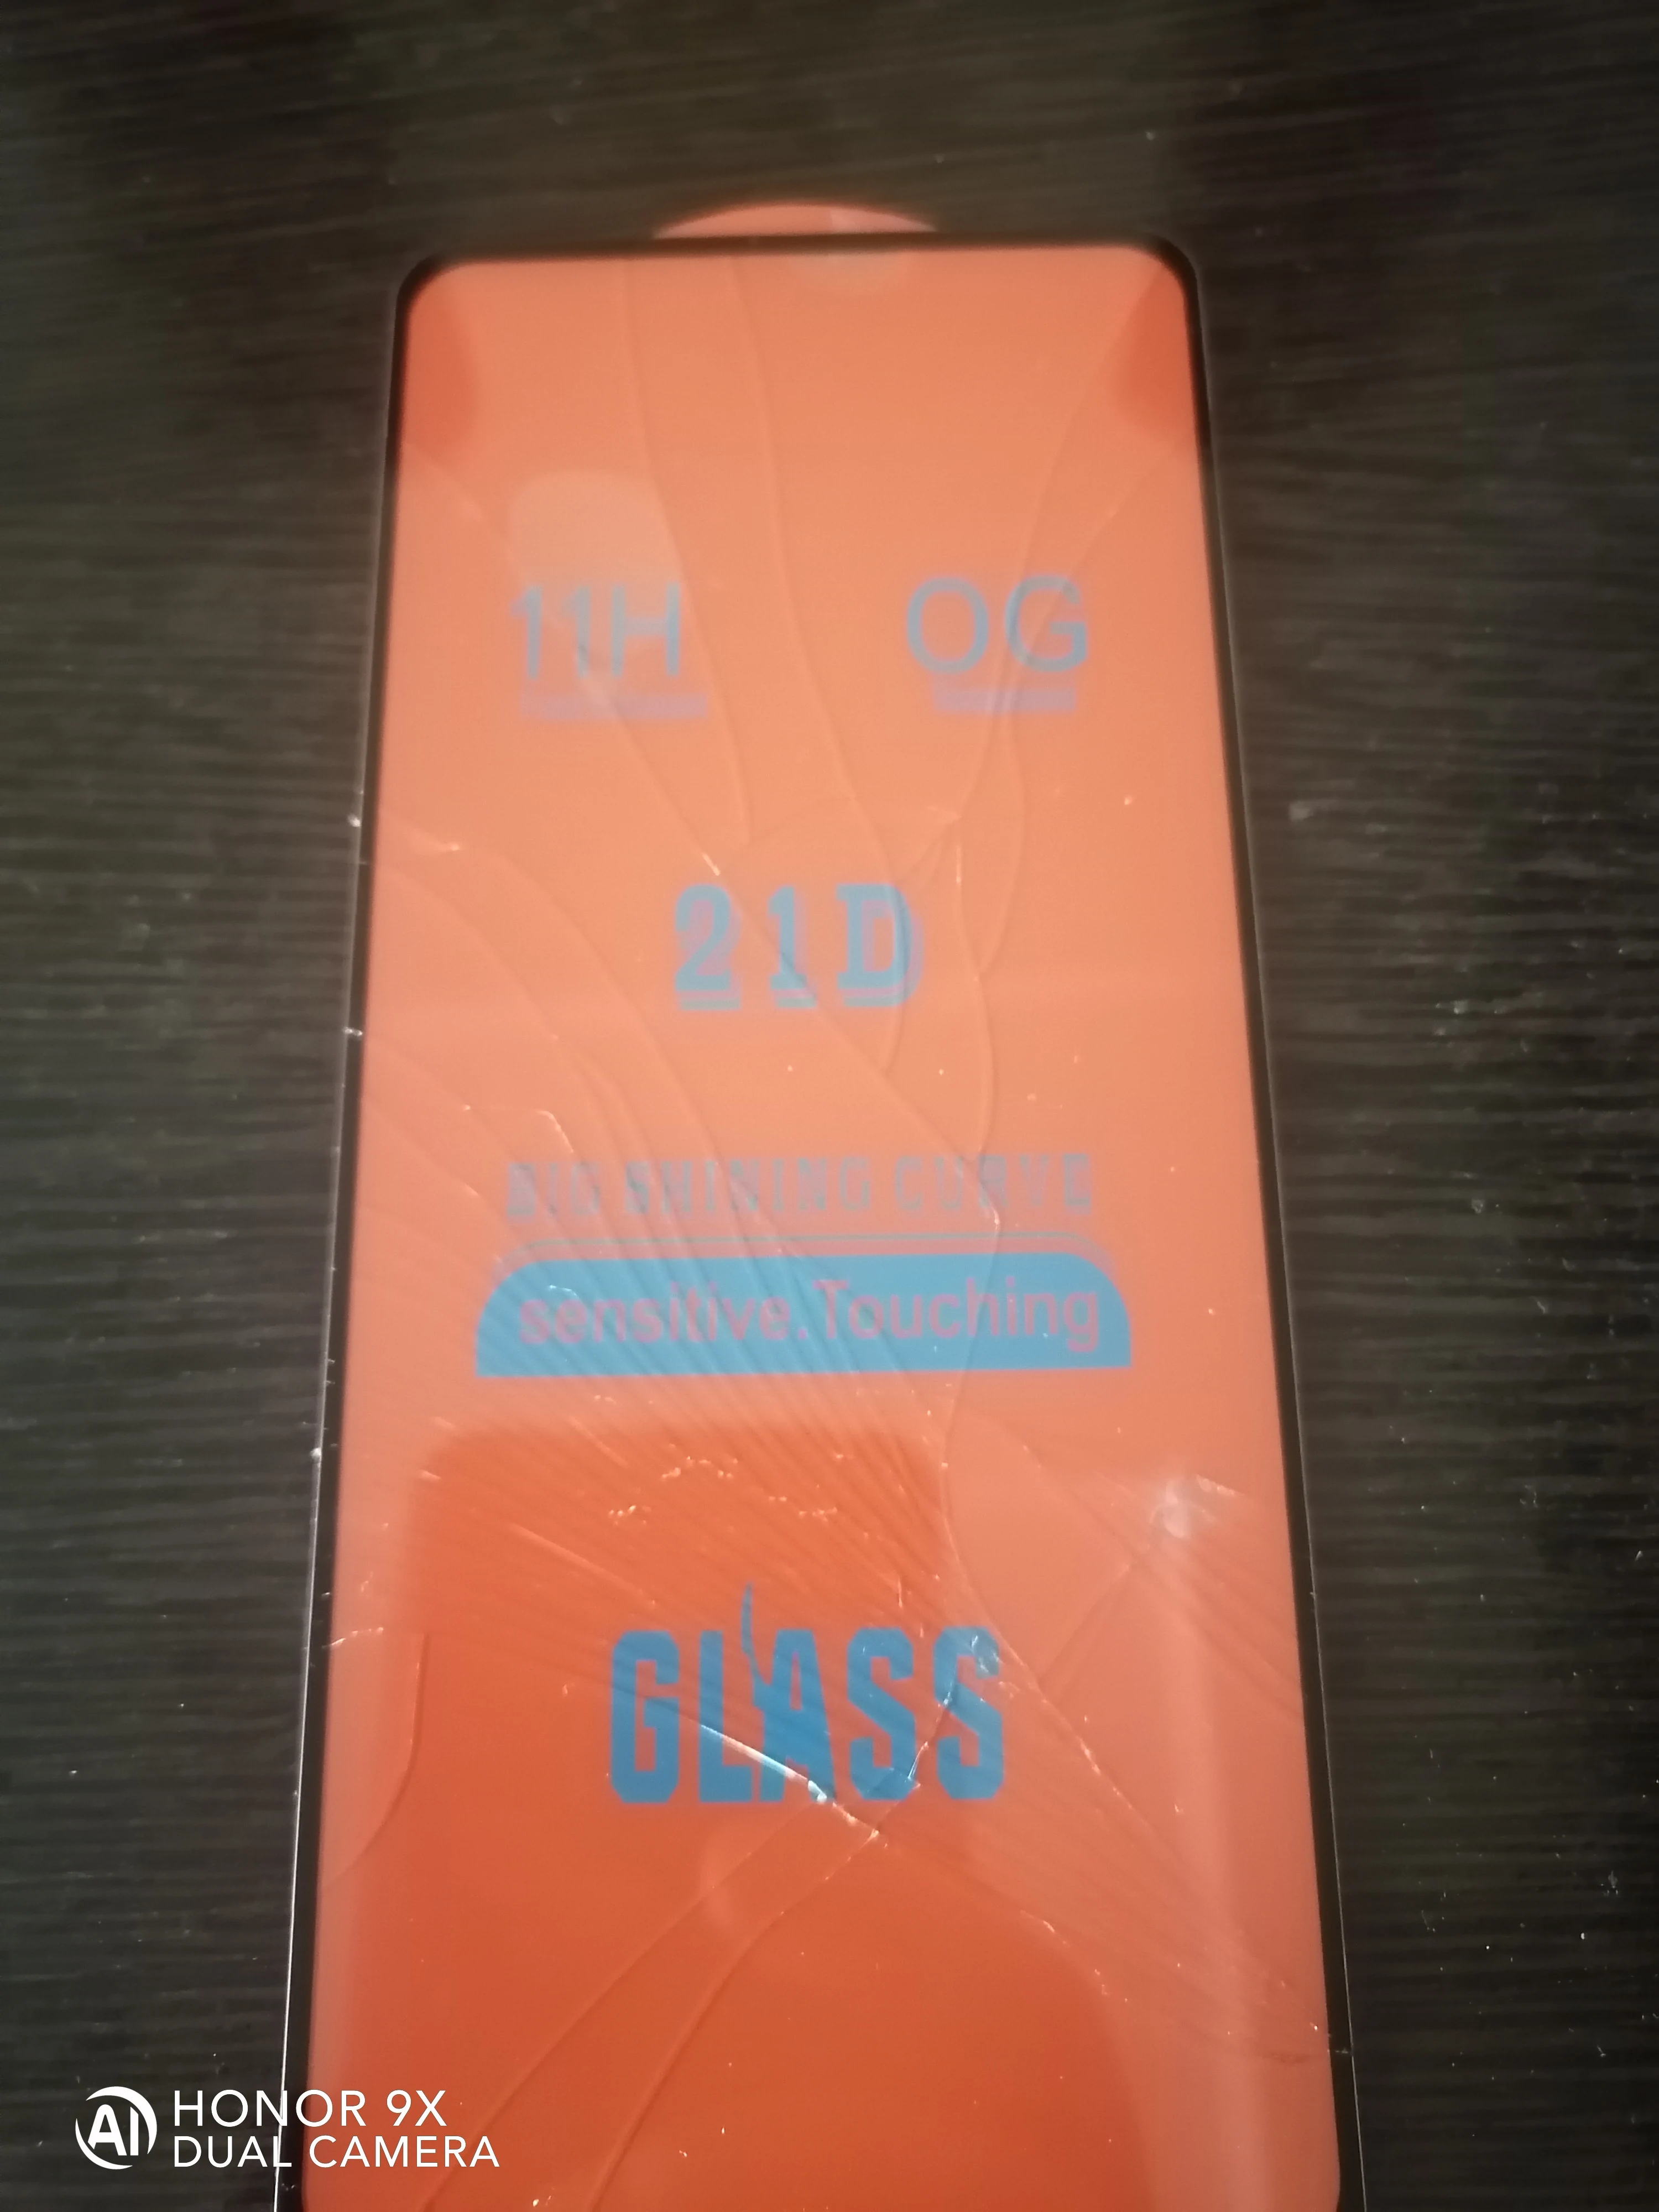 11H OG
21D
BIG SHINING CURVE
sensitive.Touching
GLASS
HONOR 9X
DUAL CAMERA